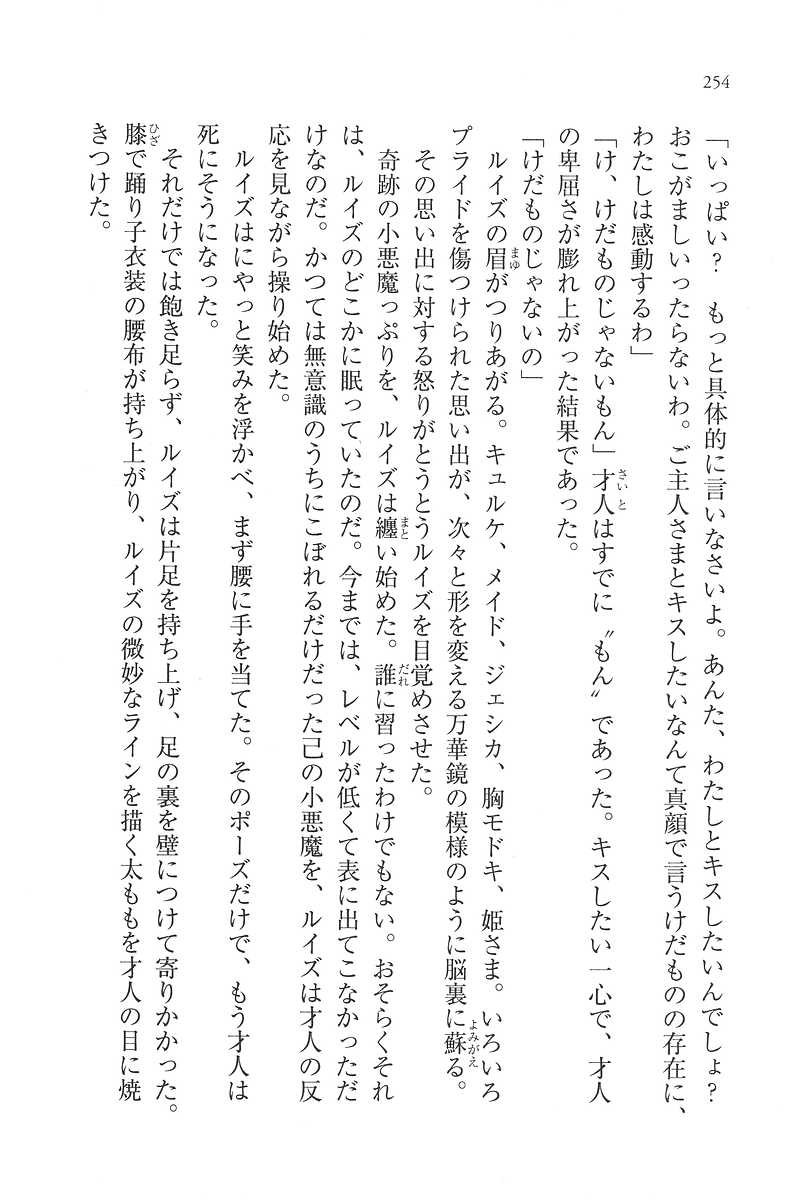 254
「いっぱい?　もっと具体的に言いなさいよ。あんた、わたしとキスしたいんでしょ?
おこがましいったらないわ。ご主人さまとキスしたいなんて真顔で言うけだものの存在に、
わたしは感動するわ」
「け、けだものじゃないもん」才人はすでに〝もん〟であった。キスしたい一心で、才人
の卑屈さが膨れ上がった結果であった。
「けだものじゃないの」
　ルイズの眉がつりあがる。キュルケ、メイド、ジェシカ、胸モドキ、姫さま。いろいろ
プライドを傷つけられた思い出が、次々と形を変える万華鏡の模様のように脳裏に蘇る。
　その思い出に対する怒りがとうとうルイズを目覚めさせた。
　奇跡の小悪魔っぷりを、ルイズは纏い始めた。誰に習ったわけでもない。おそらくそれ
は、ルイズのどこかに眠っていたのだ。今までは、レベルが低くて表に出てこなかっただ
けなのだ。かつては無意識のうちにこぼれるだけだった己の小悪魔を、ルイズは才人の反
応を見ながら操り始めた。
　ルイズはにやっと笑みを浮かべ、まず腰に手を当てた。そのポーズだけで、もう才人は
死にそうになった。
　それだけでは飽き足らず、ルイズは片足を持ち上げ、足の裏を壁につけて寄りかかった。
膝で踊り子衣装の腰布が持ち上がり、ルイズの微妙なラインを描く太ももを才人の目に焼
きつけた。